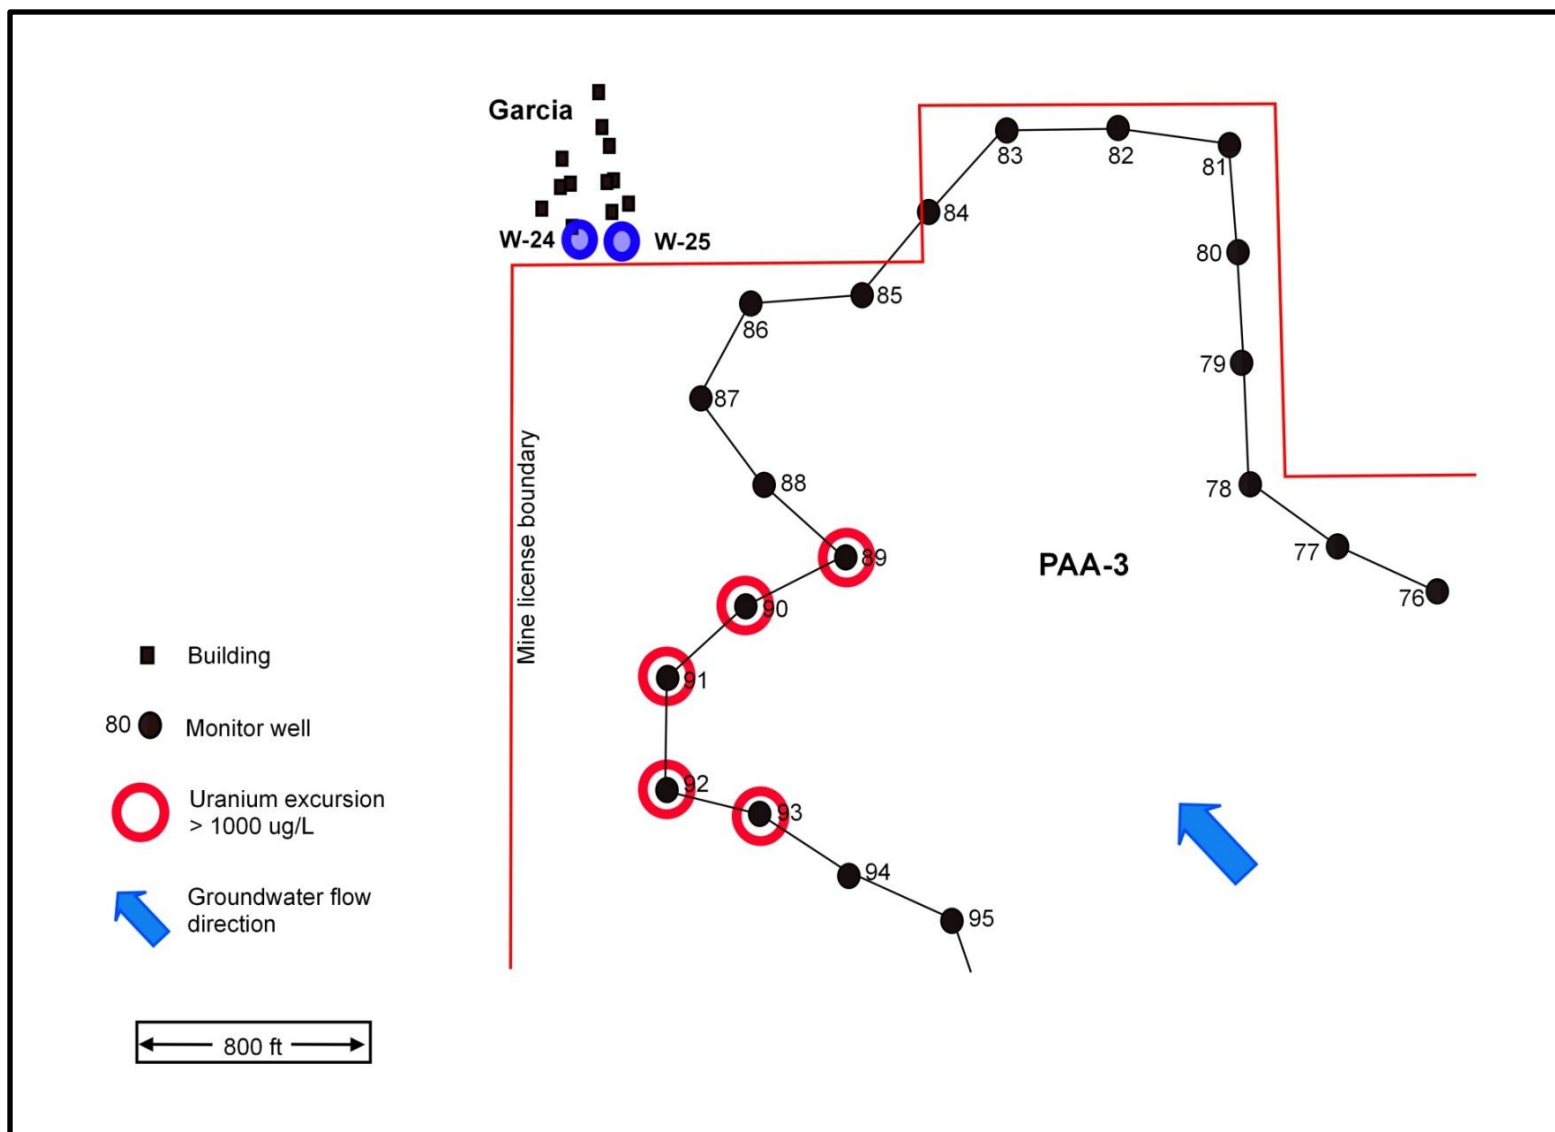 Garcia
W-24
W-25
83
82
81
84
80
85
86
79
87
88
78
89
77
PAA-3
76
90
91
92
93
94
95
Mine license boundary
Building
80
Monitor well
Uranium excursion
> 1000 ug/L
Groundwater flow
direction
800 ft